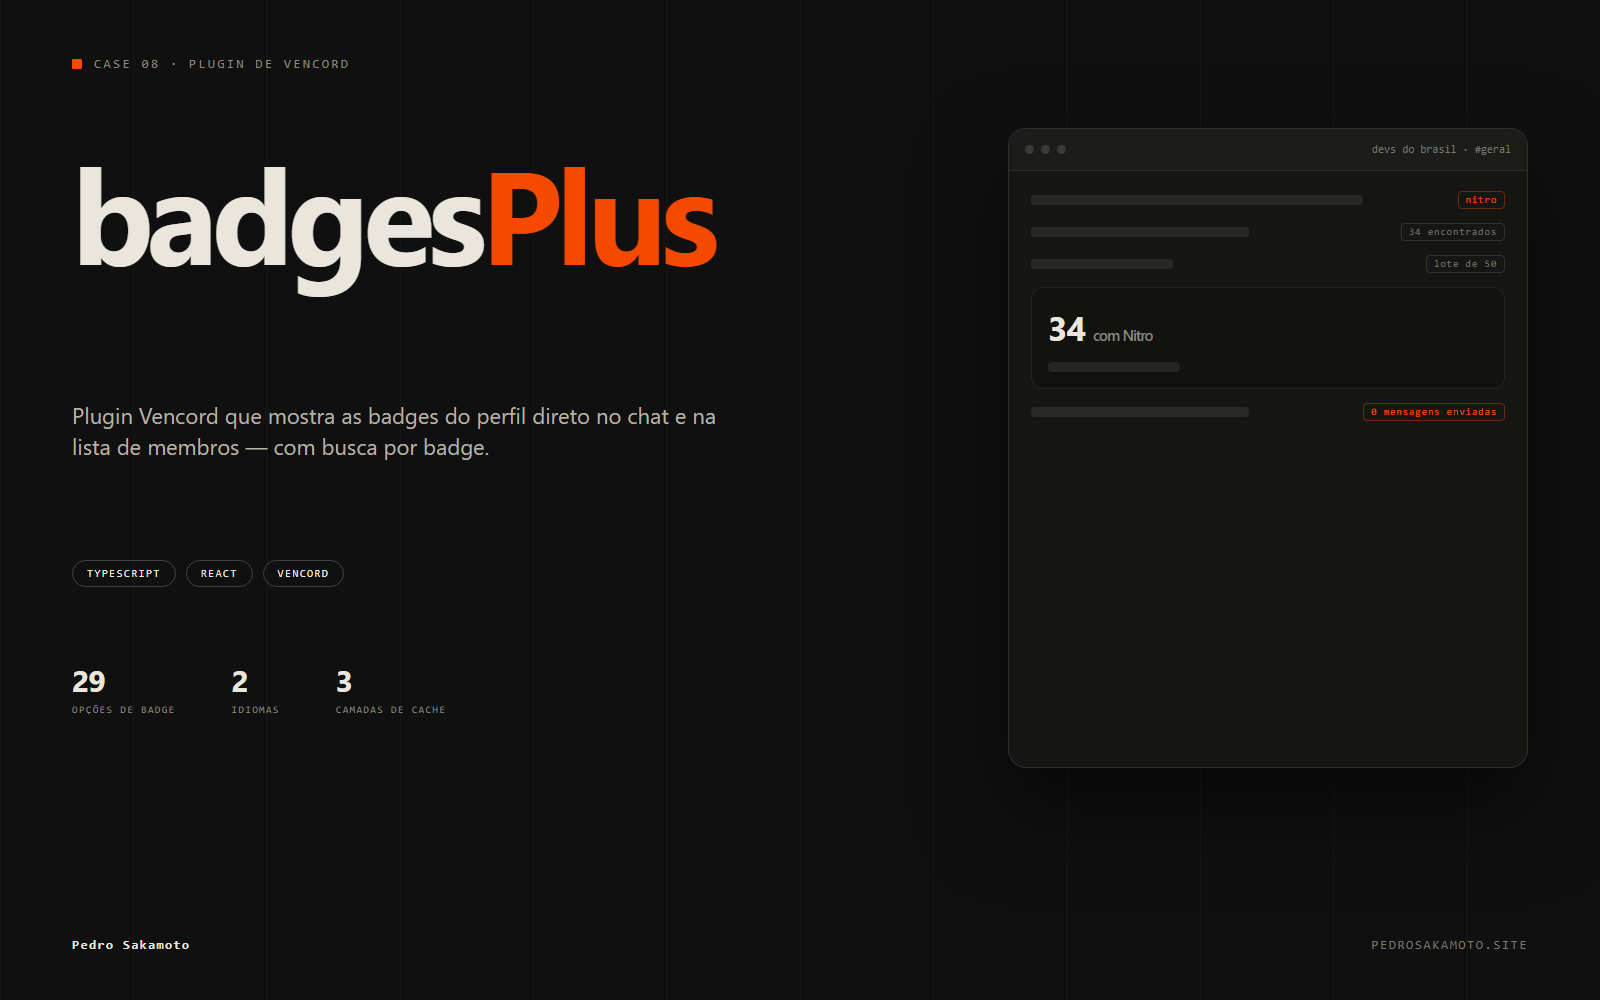 CASE 08 · PLUGIN DE VENCORD
badgesPlus
Plugin Vencord que mostra as badges do perfil direto no chat e na
lista de membros — com busca por badge.
TYPESCRIPT
REACT
VENCORD
29
OPÇÕES DE BADGE
2
IDIOMAS
3
CAMADAS DE CACHE
devs do brasil · #geral
nitro
34 encontrados
lote de 50
34 com Nitro
0 mensagens enviadas
Pedro Sakamoto
PEDROSAKAMOTO.SITE